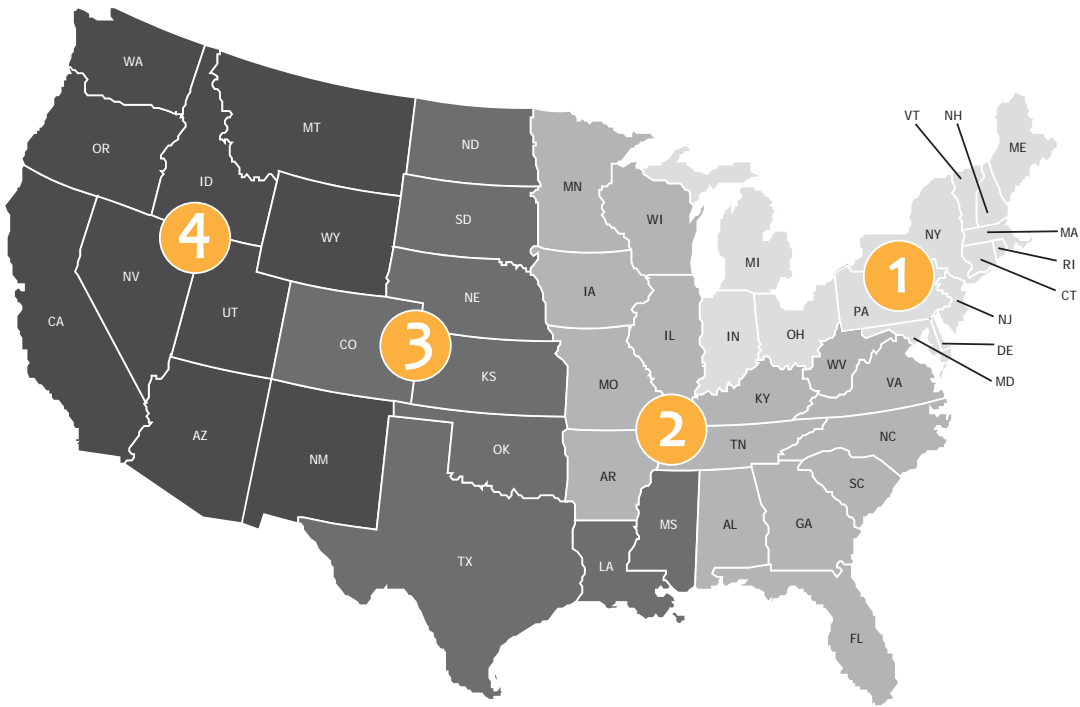 WA
VT
NH
MT
ND
ME
OR
ID
MN
SD
WI
NY
MA
4
WY
RI
NV
MI
1
CT
NE
IA
UT
PA
NJ
CA
CO
3
IL
IN
OH
DE
KS
WV
MD
MO
VA
KY
2
AZ
TN
NC
NM
OK
AR
SC
MS
AL
GA
TX
LA
FL